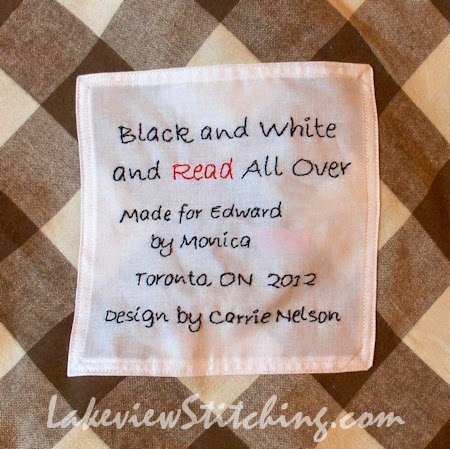 Black and White
and Read All Over
Made for Edward
by Monica
Toronto, ON 2012
Design by Carrie Nelson
LakeviewStitching.com